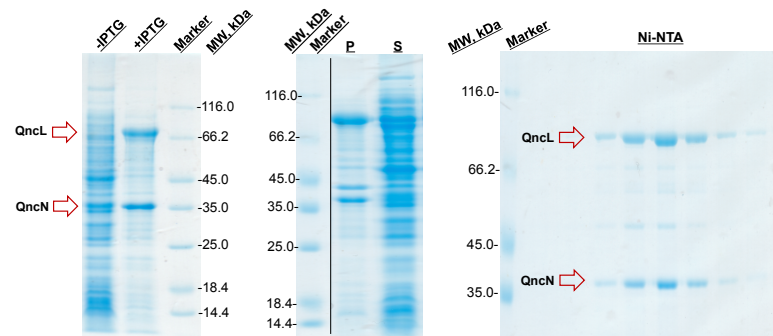 -IPTG
+IPTG
Marker
MW, kDa
QncL
QncN
-116.0
-66.2
-45.0
-35.0
-25.0
-18.4
-14.4
MW, kDa
Marker
P
S
116.0-
66.2-
45.0-
35.0-
25.0-
18.4-
14.4-
MW, kDa
Marker
Ni-NTA
116.0-
66.2-
45.0-
35.0-
QncL
QncN